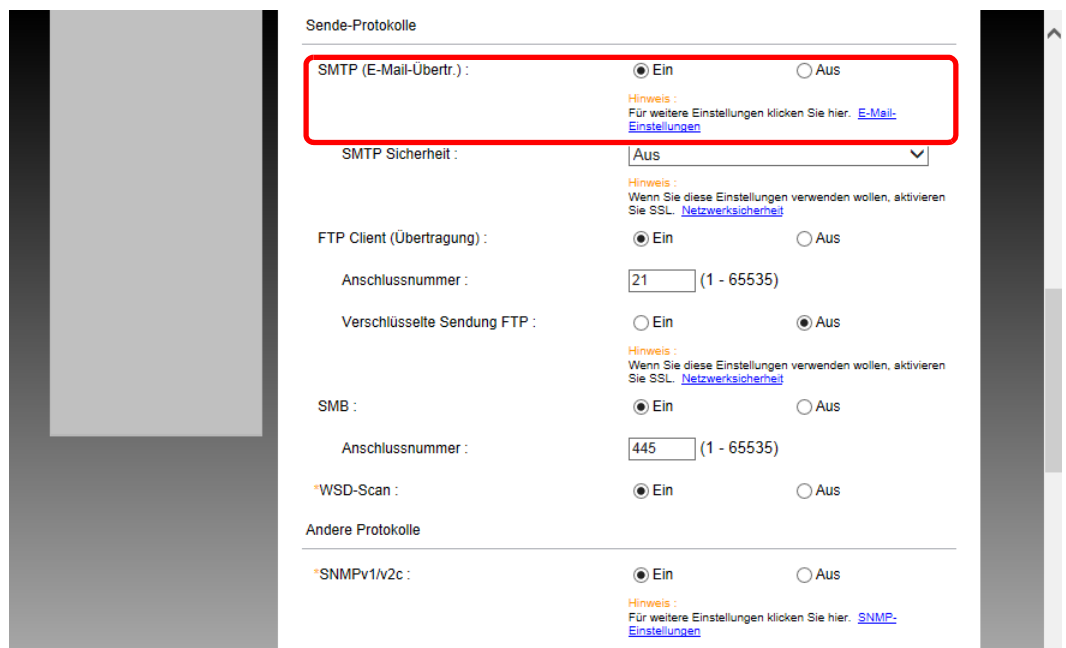 Sende-Protokolle
SMTP (E-Mail-Übertr.) : Ein Aus
Hinweis :
Für weitere Einstellungen klicken Sie hier. E-Mail-
Einstellungen
SMTP Sicherheit : Aus
Hinweis :
Wenn Sie diese Einstellungen verwenden wollen, aktivieren
Sie SSL. Netzwerksicherheit
FTP Client (Übertragung) : Ein Aus
Anschlussnummer : 21 (1 - 65535)
Verschlüsselte Sendung FTP : Ein Aus
Hinweis :
Wenn Sie diese Einstellungen verwenden wollen, aktivieren
Sie SSL. Netzwerksicherheit
SMB : Ein Aus
Anschlussnummer : 445 (1 - 65535)
*WSD-Scan : Ein Aus
Andere Protokolle
*SNMPv1/v2c : Ein Aus
Hinweis :
Für weitere Einstellungen klicken Sie hier. SNMP-
Einstellungen